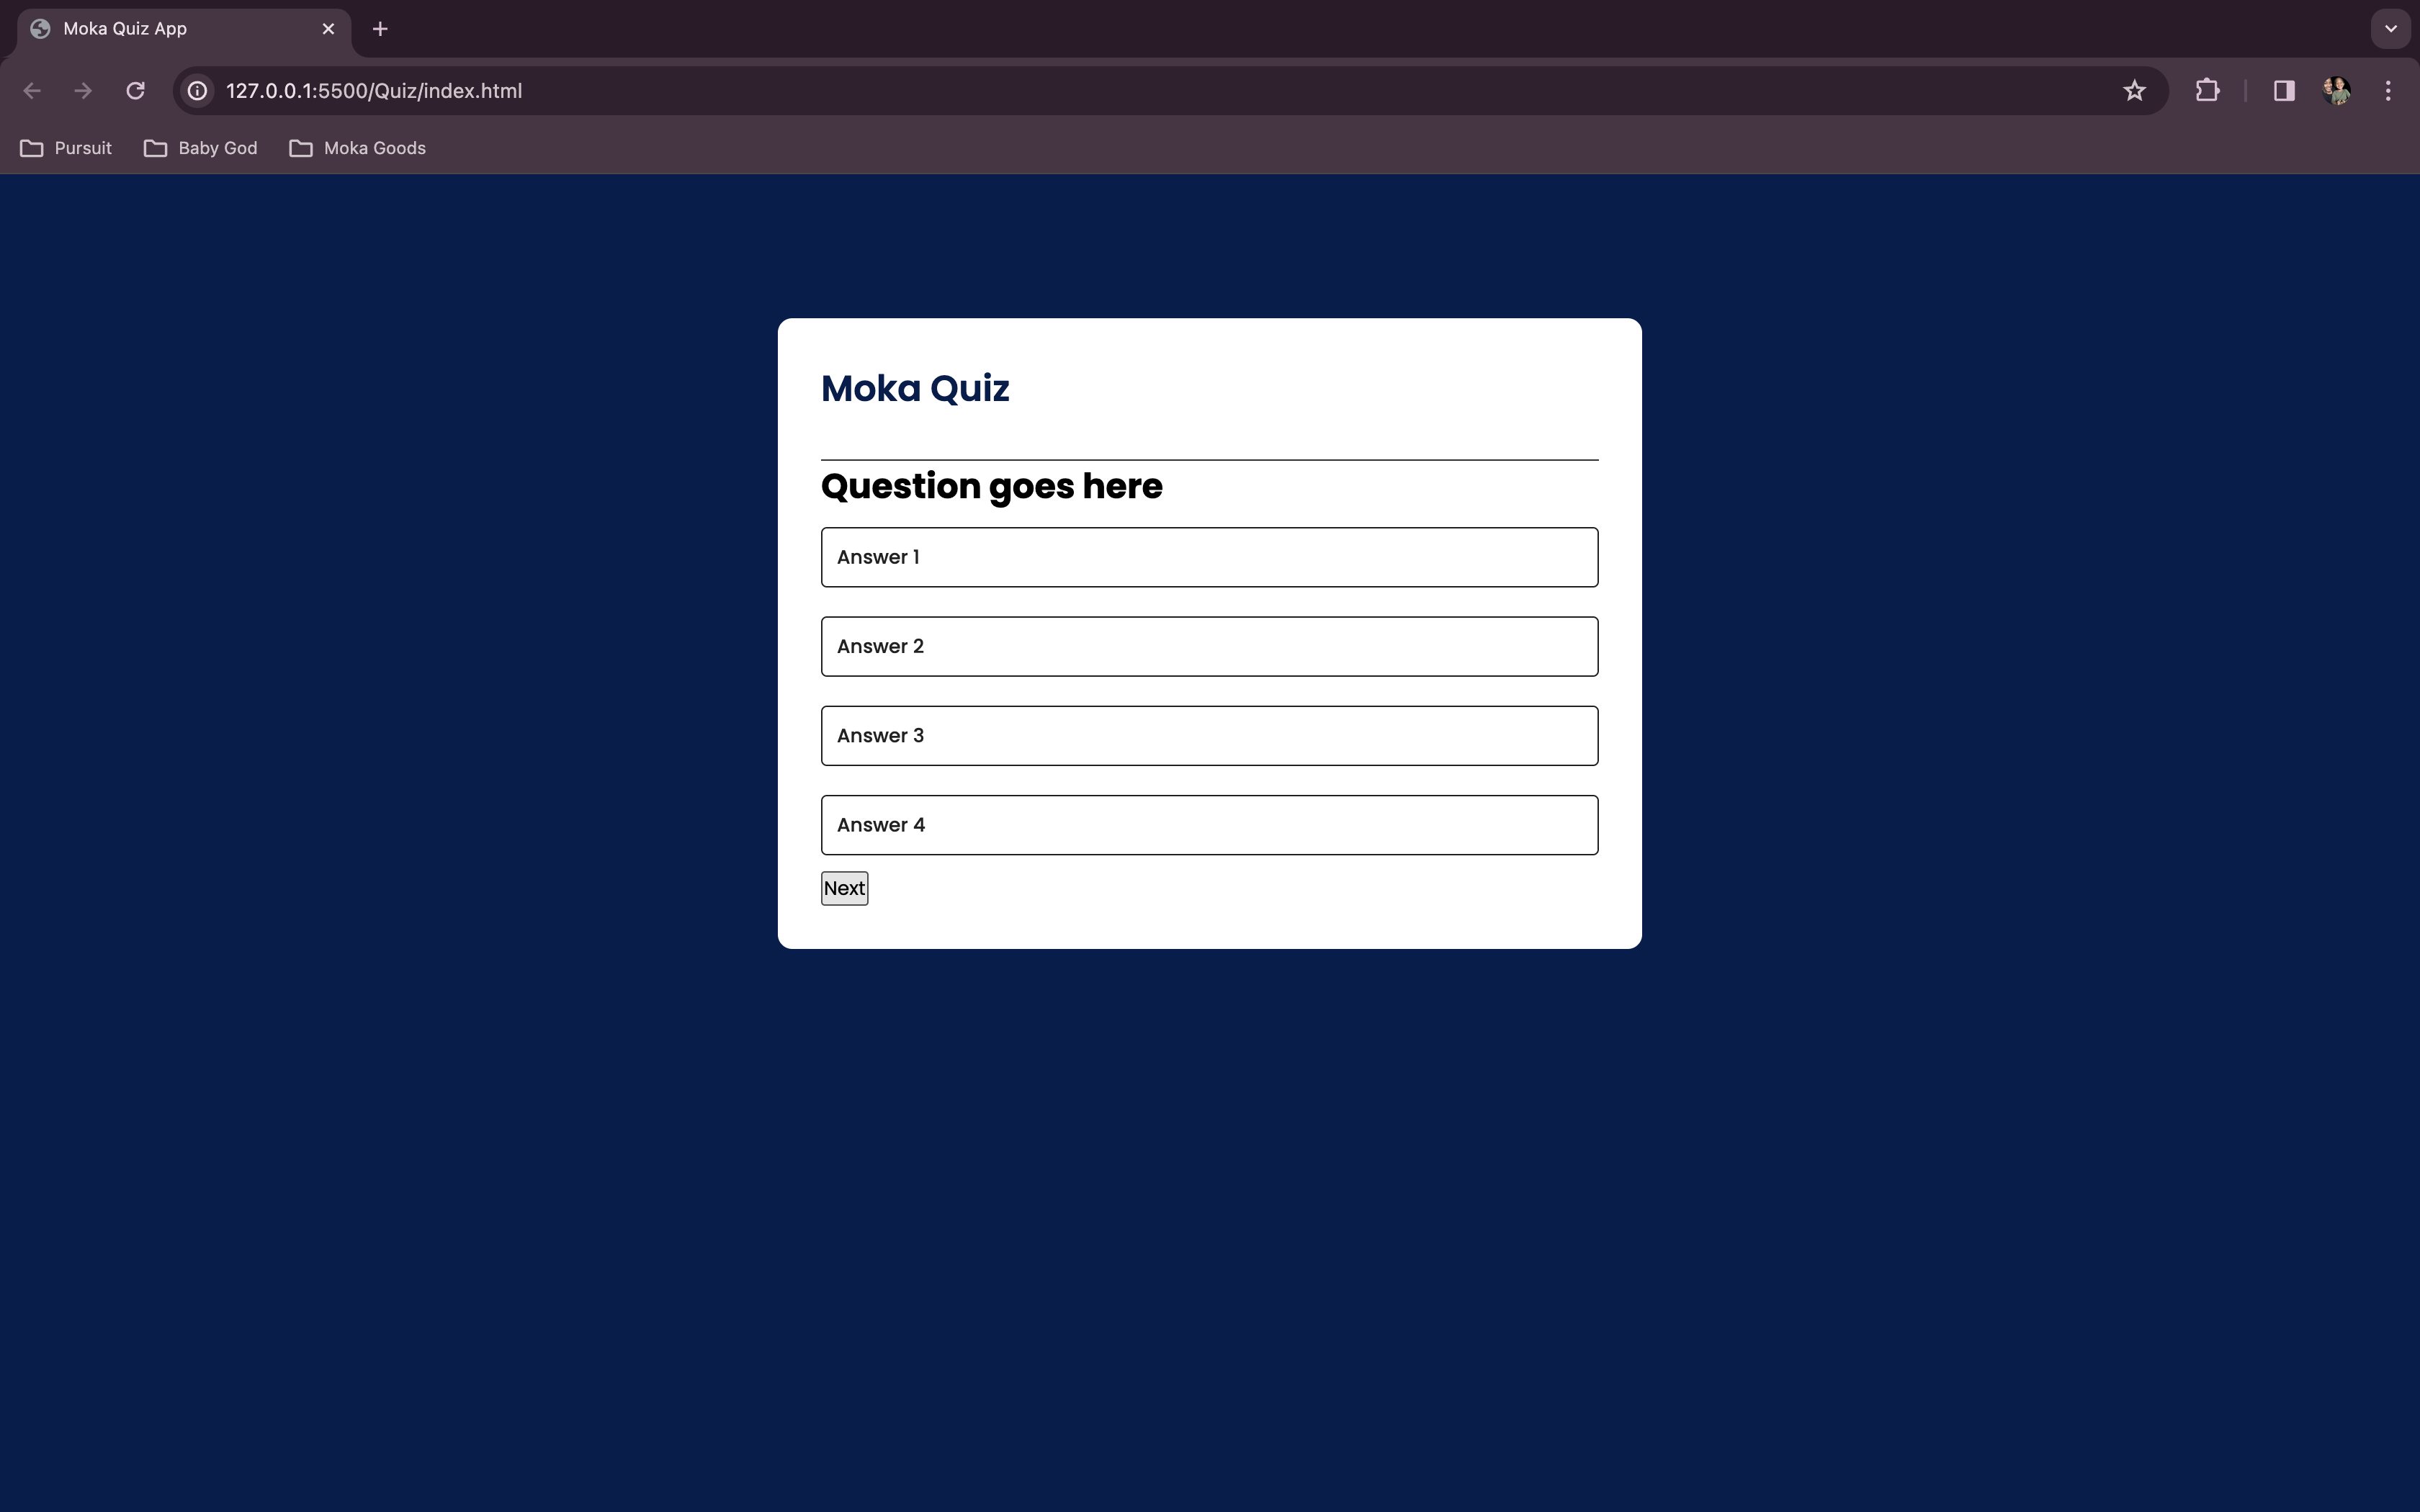 Moka Quiz App
127.0.0.1:5500/Quiz/index.html
Pursuit Baby God Moka Goods
Moka Quiz
Question goes here
Answer 1
Answer 2
Answer 3
Answer 4
Next